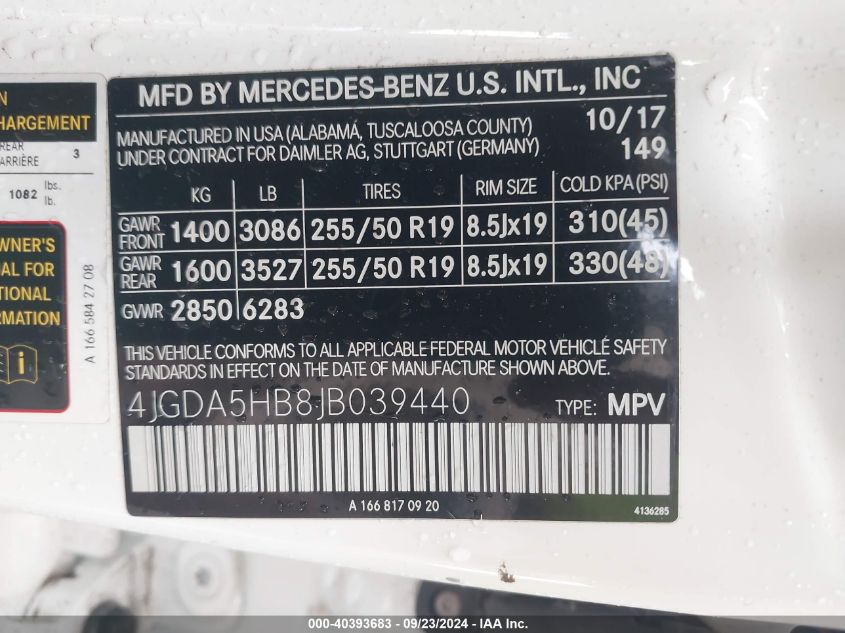 N
CHARGEMENT
REAR
ARRIÈRE 3
1082 lbs.
lb.
OWNER'S
AL FOR
TIONAL
RMATION
i
A 166 584 27 08
MFD BY MERCEDES-BENZ U.S. INTL., INC
MANUFACTURED IN USA (ALABAMA, TUSCALOOSA COUNTY) 10/17
UNDER CONTRACT FOR DAIMLER AG, STUTTGART (GERMANY) 149
KG LB TIRES RIM SIZE COLD KPA (PSI)
GAWR FRONT 1400 3086 255/50 R19 8.5Jx19 310(45)
GAWR REAR 1600 3527 255/50 R19 8.5Jx19 330(48)
GVWR 2850 6283
THIS VEHICLE CONFORMS TO ALL APPLICABLE FEDERAL MOTOR VEHICLE SAFETY
STANDARDS IN EFFECT ON THE DATE OF MANUFACTURE SHOWN ABOVE.
4JGDA5HB8JB039440 TYPE: MPV
A 166 817 09 20
4136285
000-40393683 - 09/23/2024 - IAA Inc.